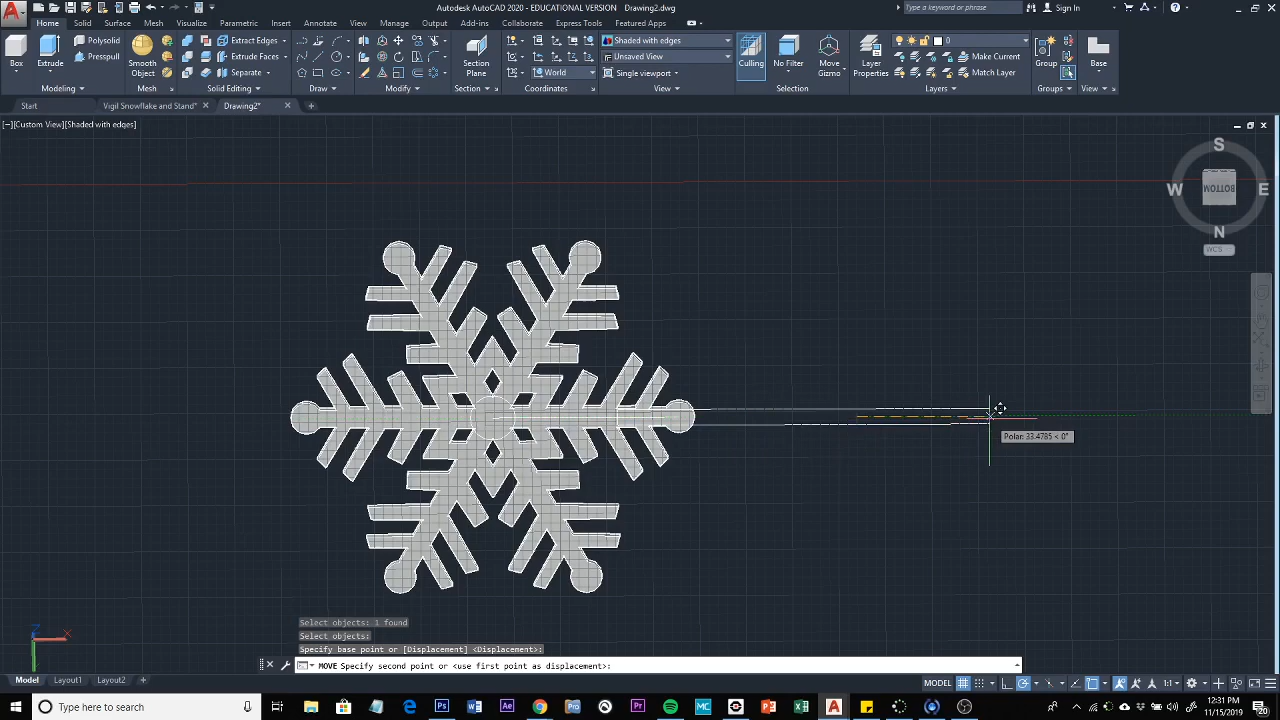 Autodesk AutoCAD 2020 - EDUCATIONAL VERSION Drawing2.dwg
Type a keyword or phrase
Sign In
Home Solid Surface Mesh Visualize Parametric Insert Annotate View Manage Output Add-ins Collaborate Express Tools Featured Apps
Box
Extrude
Polysolid
Presspull
Modeling
Smooth Object
Extract Edges
Extrude Faces
Separate
Solid Editing
Draw
Modify
Section Plane
Section
World
Coordinates
Shaded with edges
Unsaved View
Single viewport
View
Culling
No Filter
Move Gizmo
Selection
Layer Properties
0
Make Current
Match Layer
Layers
Group
Groups
Base
View
Start Vigil Snowflake and Stand* Drawing2*
[−][Custom View][Shaded with edges]
S
W BOTTOM E
N
WCS
Polar: 33.4785 < 0°
Z X
Select objects: 1 found
Select objects:
Specify base point or [Displacement] <Displacement>:
MOVE Specify second point or <use first point as displacement>:
Model Layout1 Layout2
MODEL 1:1
Type here to search
12:31 PM
11/15/2019